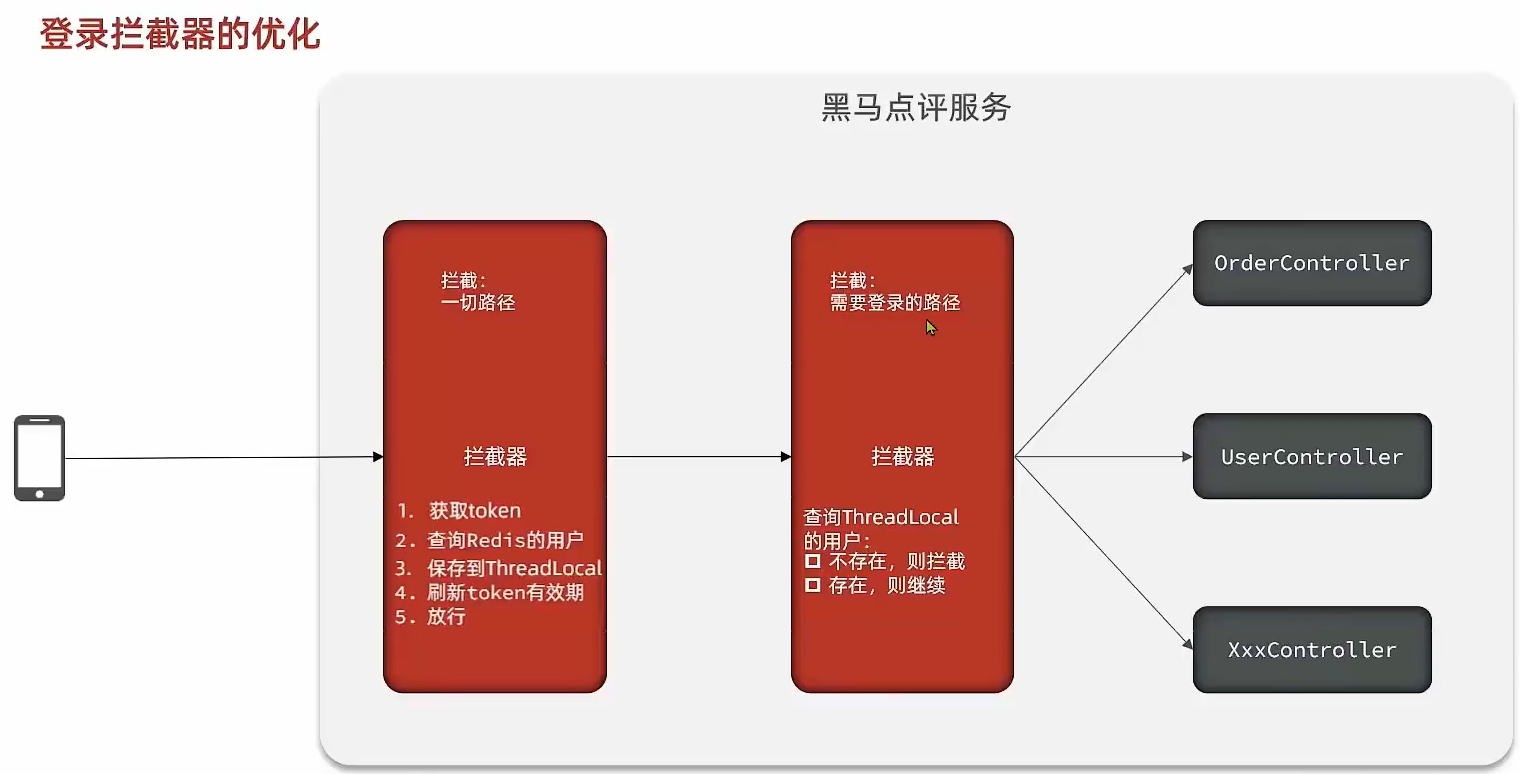 登录拦截器的优化
黑马点评服务
拦截：
一切路径
拦截器
1. 获取token
2. 查询Redis的用户
3. 保存到ThreadLocal
4. 刷新token有效期
5. 放行
拦截：
需要登录的路径
拦截器
查询ThreadLocal
的用户：
不存在，则拦截
存在，则继续
OrderController
UserController
XxxController